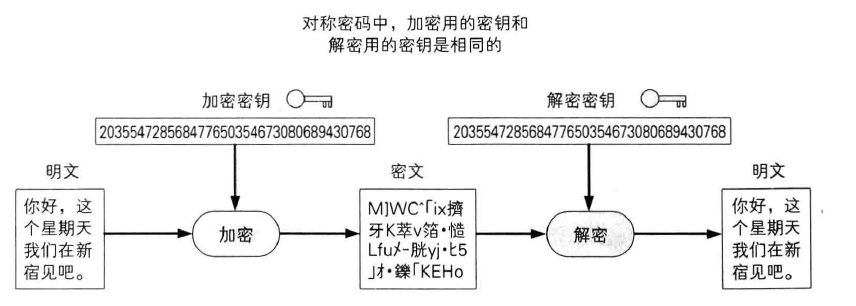 对称密码中，加密用的密钥和
解密用的密钥是相同的
加密密钥
解密密钥
20355472856847765035467308068943​0768
20355472856847765035467308068943​0768
明文
密文
明文
你好，这
个星期天
我们在新
宿见吧。
加密
M]WC^｢ix擠
牙K萃v箔･慥
Lfuﾒ-胱yj･ﾋ5
｣ｵ･鑠｢KEHo
解密
你好，这
个星期天
我们在新
宿见吧。